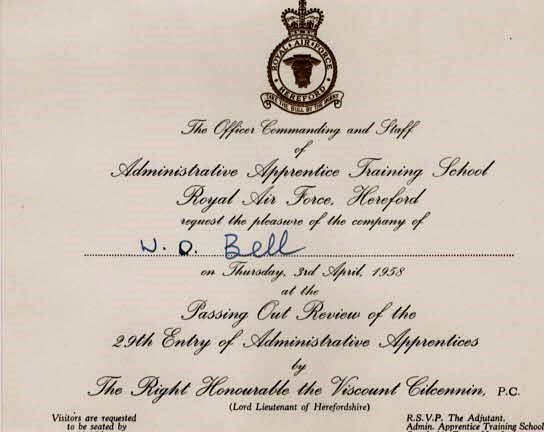 ROYAL AIR FORCE
HEREFORD
The Officer Commanding and Staff
of
Administrative Apprentice Training School
Royal Air Force, Hereford
request the pleasure of the company of
W. O. Bell
on Thursday, 3rd April, 1958
at the
Passing Out Review of the
29th Entry of Administrative Apprentices
by
The Right Honourable the Viscount Cilcennin, P.C.
(Lord Lieutenant of Herefordshire)
Visitors are requested
to be seated by
R.S.V.P. The Adjutant.
Admin. Apprentice Training School